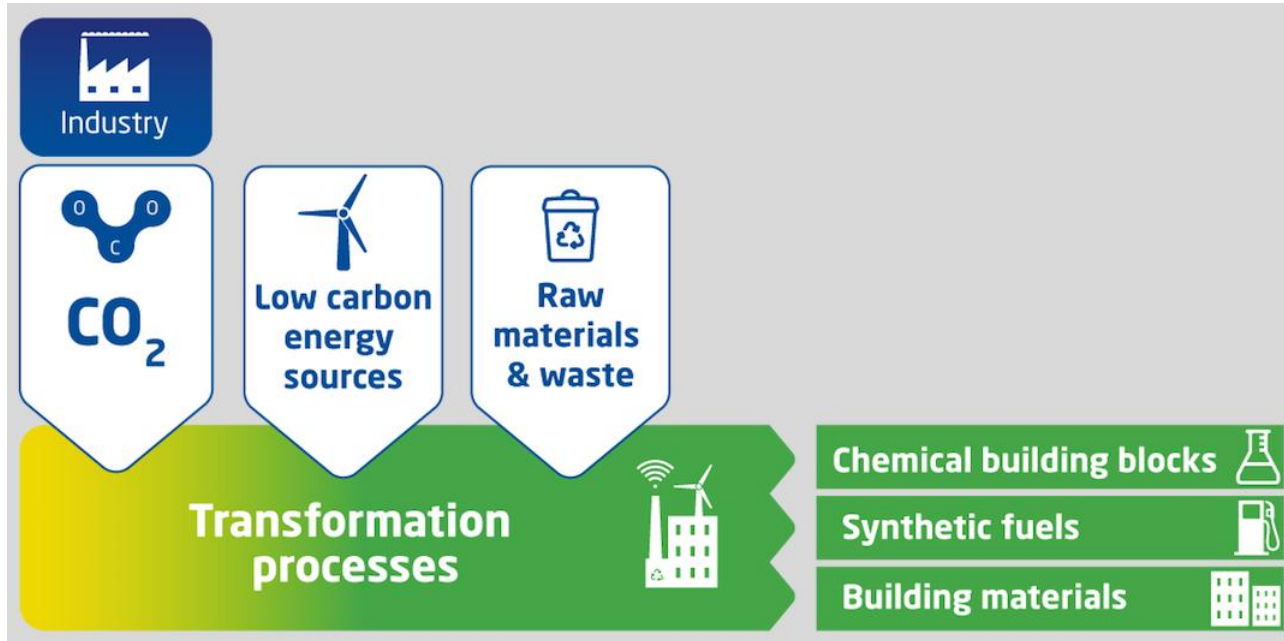 Industry
O O
C
CO₂
Low carbon
energy
sources
Raw
materials
& waste
Transformation
processes
Chemical building blocks
Synthetic fuels
Building materials